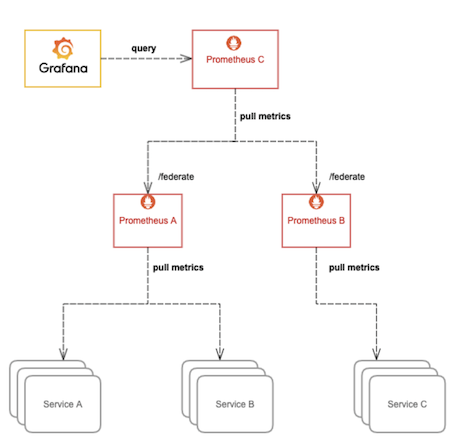 query
Grafana
Prometheus C
pull metrics
/federate
/federate
Prometheus A
Prometheus B
pull metrics
pull metrics
Service A
Service B
Service C